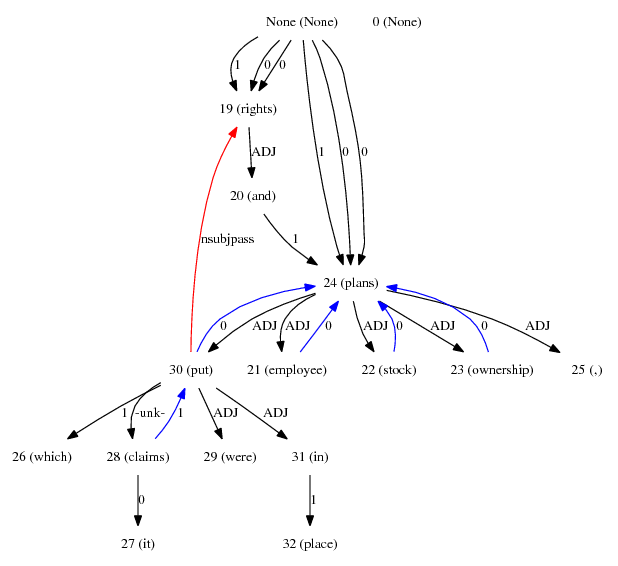 None (None) 0 (None)
1 0 0
19 (rights)
ADJ 1 0 0
20 (and)
nsubjpass 1
24 (plans)
0 ADJ ADJ 0 ADJ 0 ADJ 0 ADJ
30 (put) 21 (employee) 22 (stock) 23 (ownership) 25 (,)
1 -unk- 1 ADJ ADJ
26 (which) 28 (claims) 29 (were) 31 (in)
0 1
27 (it) 32 (place)